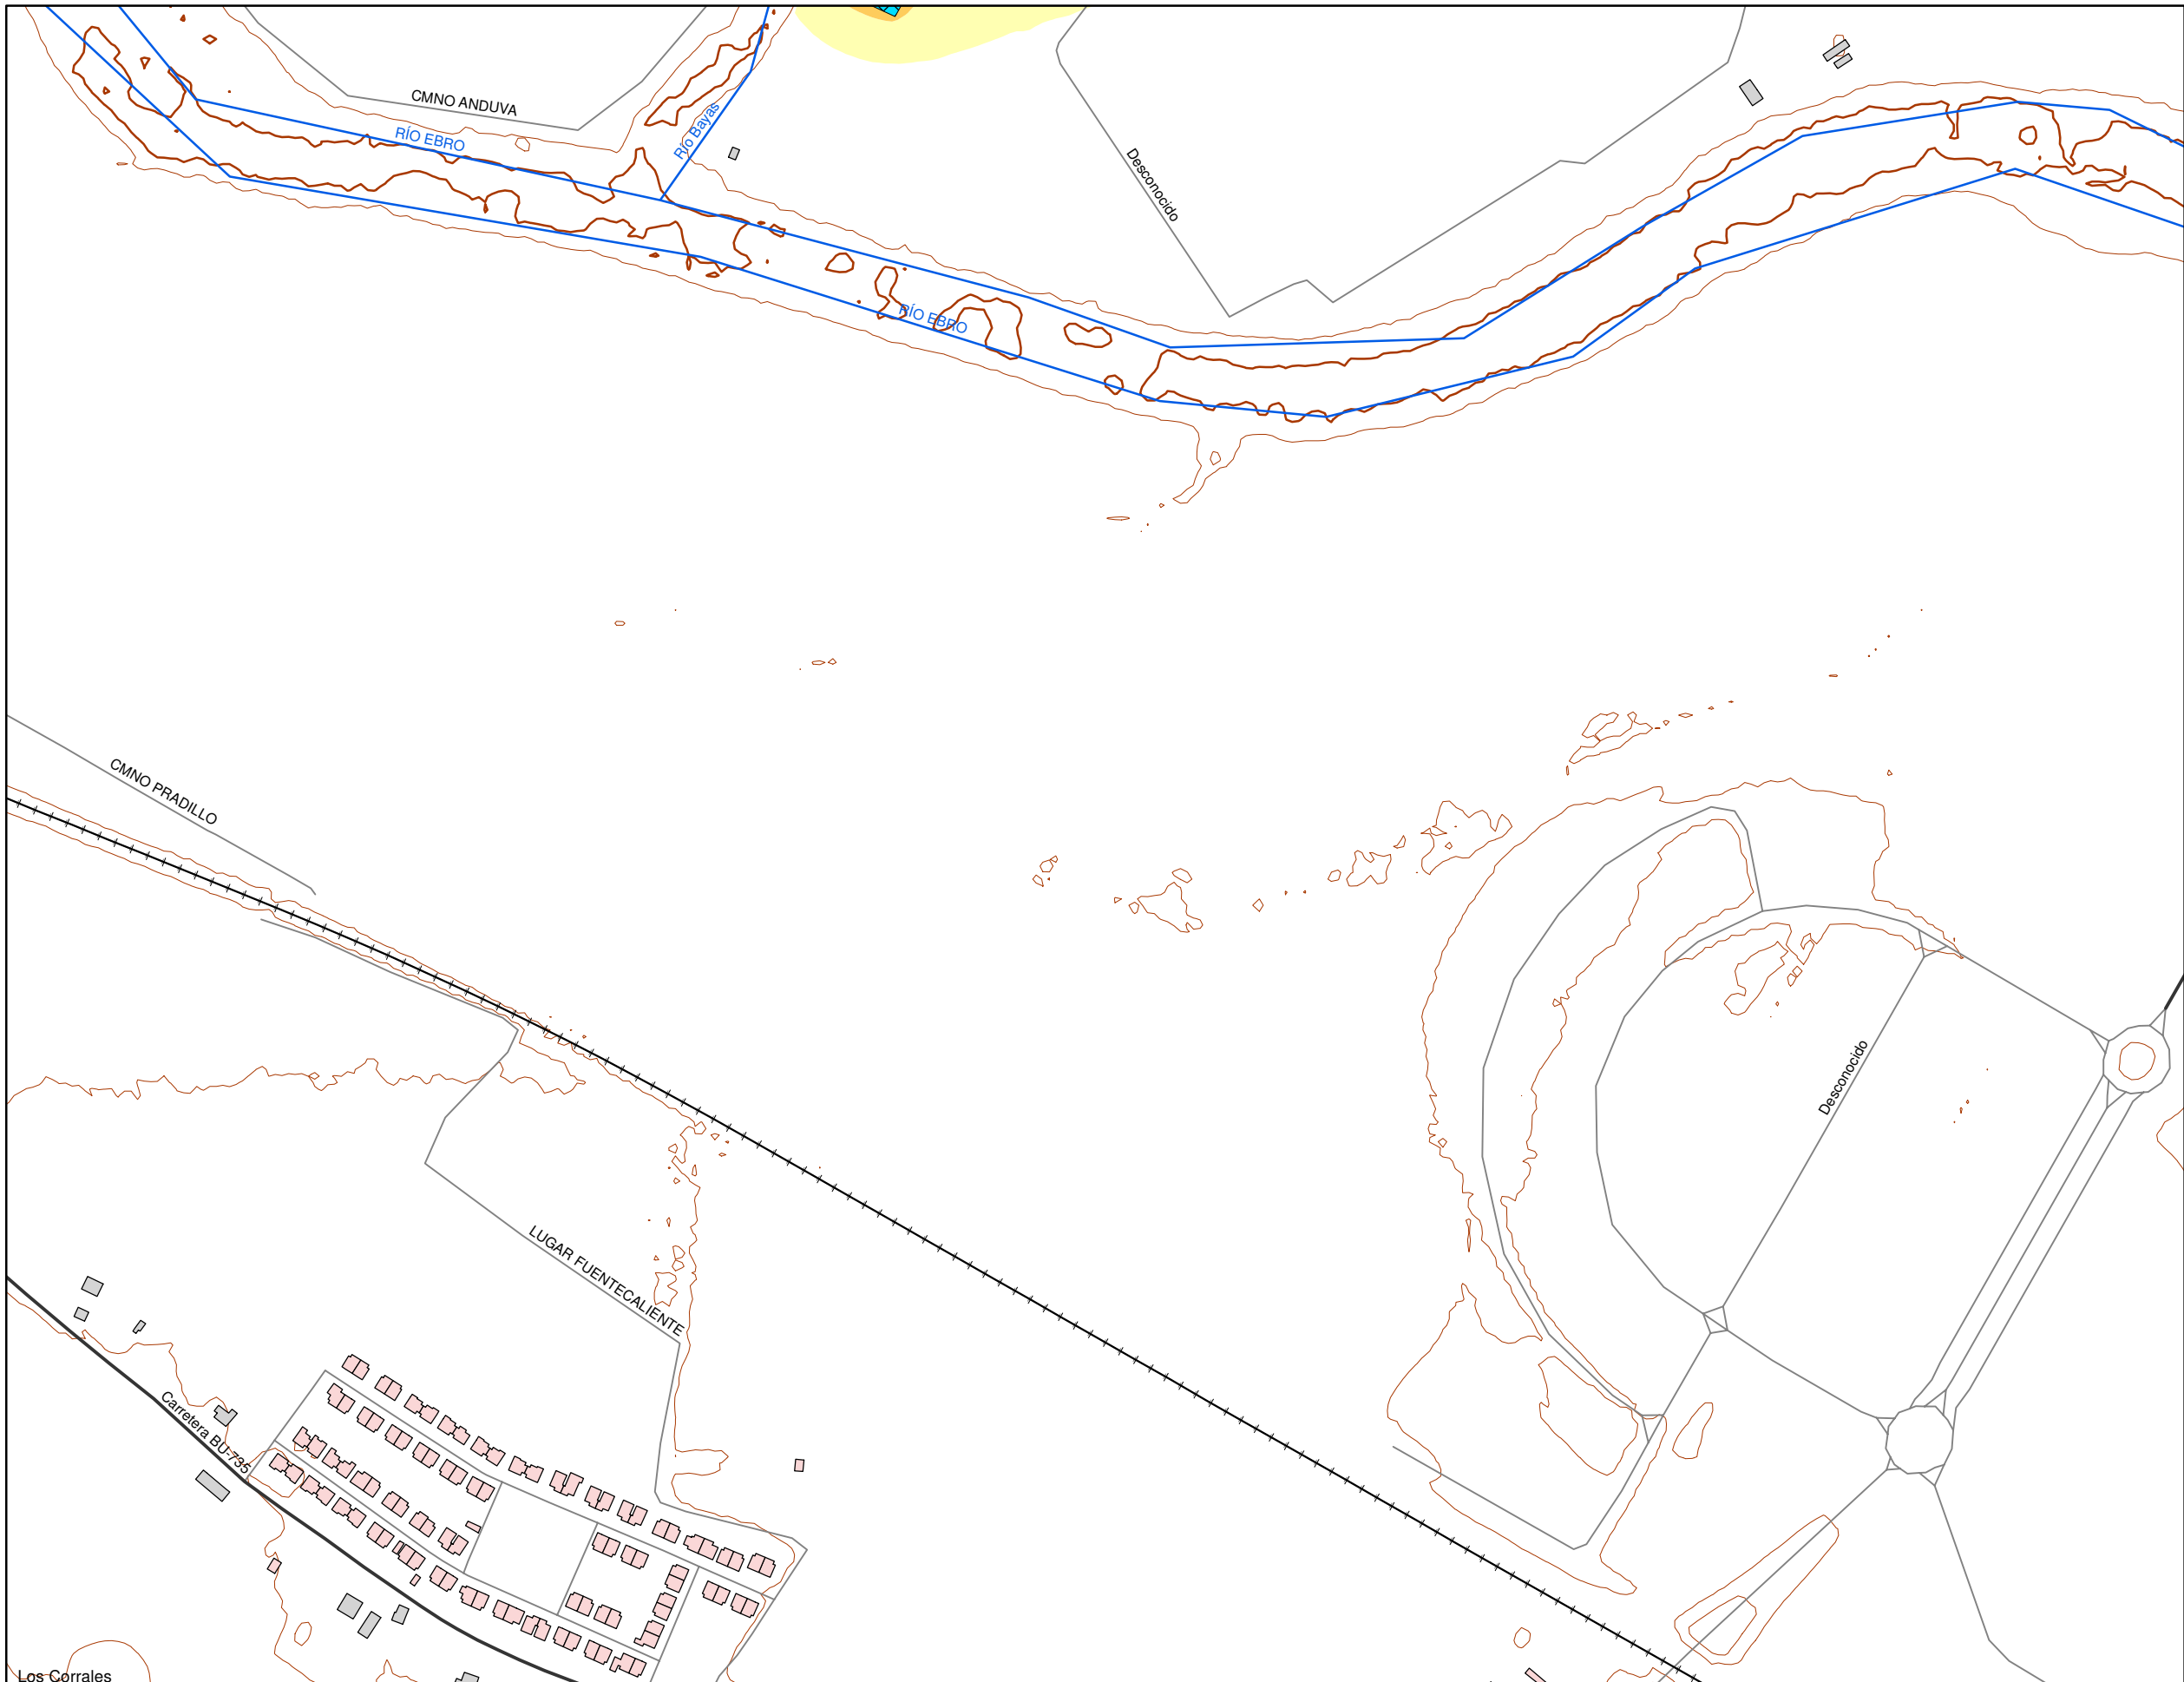 CMNO ANDUVA
RÍO EBRO
Río Bayas
Desconocido
RÍO EBRO
CMNO PRADILLO
Desconocido
LUGAR FUENTECALIENTE
Carretera BU-735
Los Corrales